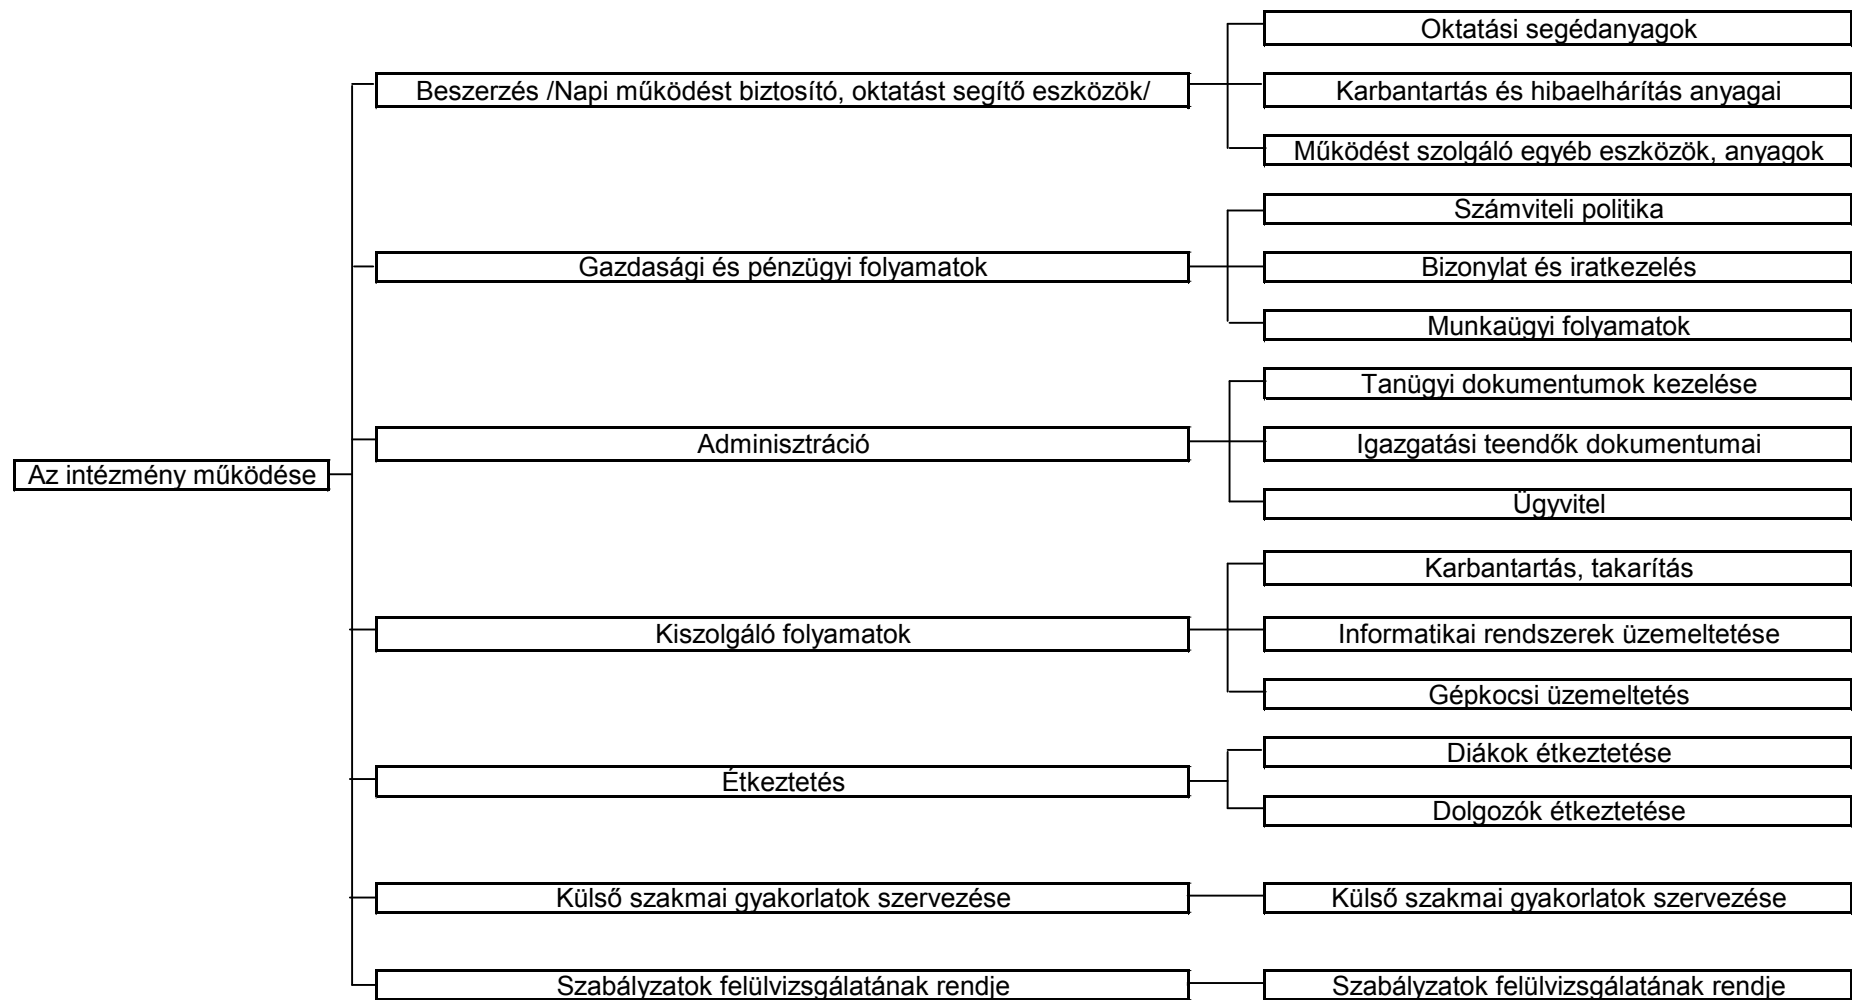 Az intézmény működése
Beszerzés /Napi működést biztosító, oktatást segítő eszközök/
Oktatási segédanyagok
Karbantartás és hibaelhárítás anyagai
Működést szolgáló egyéb eszközök, anyagok
Gazdasági és pénzügyi folyamatok
Számviteli politika
Bizonylat és iratkezelés
Munkaügyi folyamatok
Adminisztráció
Tanügyi dokumentumok kezelése
Igazgatási teendők dokumentumai
Ügyvitel
Kiszolgáló folyamatok
Karbantartás, takarítás
Informatikai rendszerek üzemeltetése
Gépkocsi üzemeltetés
Étkeztetés
Diákok étkeztetése
Dolgozók étkeztetése
Külső szakmai gyakorlatok szervezése
Külső szakmai gyakorlatok szervezése
Szabályzatok felülvizsgálatának rendje
Szabályzatok felülvizsgálatának rendje